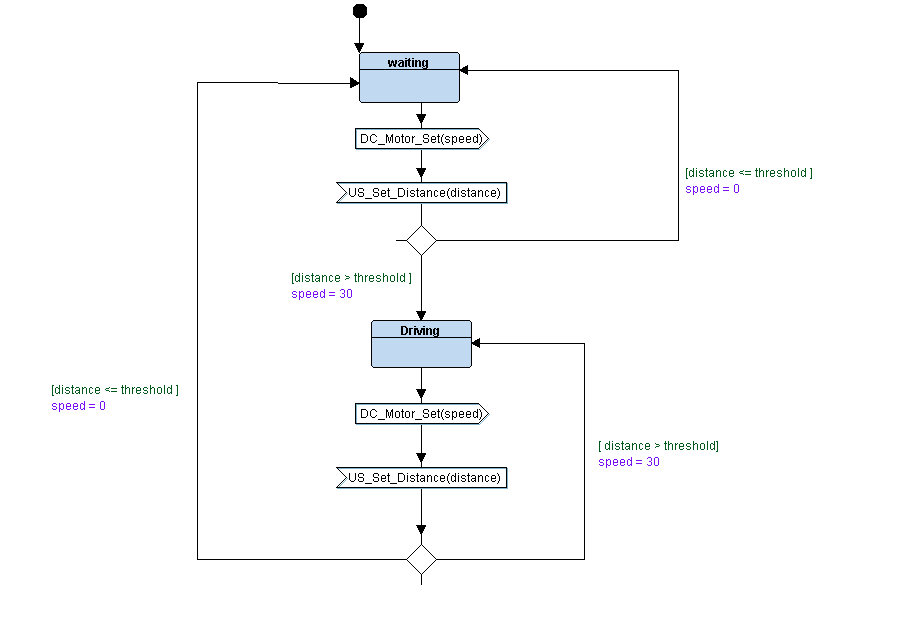 waiting
DC_Motor_Set(speed)
[distance <= threshold ]
speed = 0
US_Set_Distance(distance)
[distance > threshold ]
speed = 30
Driving
[distance <= threshold ]
speed = 0
DC_Motor_Set(speed)
[ distance > threshold]
speed = 30
US_Set_Distance(distance)